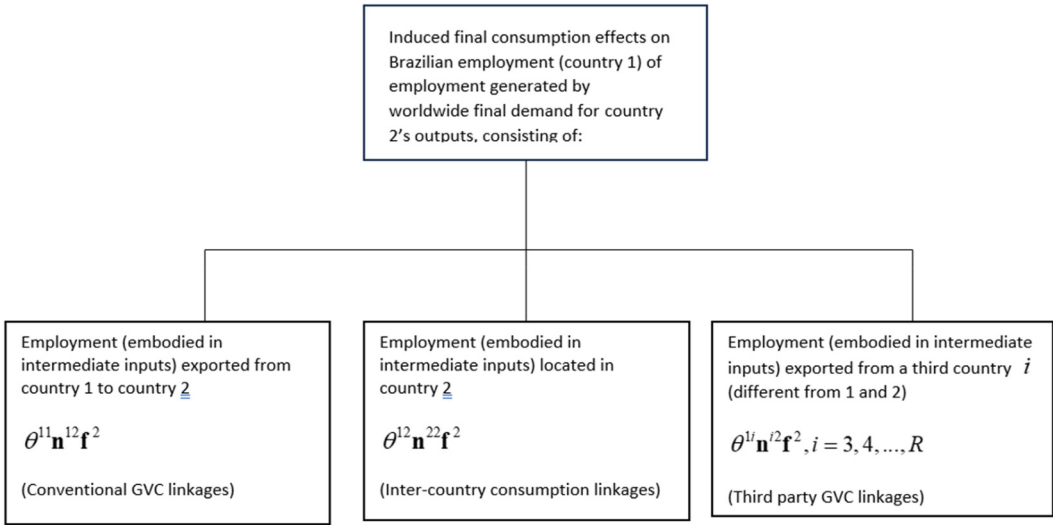 Induced final consumption effects on
Brazilian employment (country 1) of
employment generated by
worldwide final demand for country
2's outputs, consisting of:
Employment (embodied in
intermediate inputs) exported from
country 1 to country 2
θ¹¹n¹²f²
(Conventional GVC linkages)
Employment (embodied in
intermediate inputs) located in
country 2
θ¹²n²²f²
(Inter-country consumption linkages)
Employment (embodied in intermediate
inputs) exported from a third country i
(different from 1 and 2)
θ¹ⁱnⁱ²f², i = 3, 4, ..., R
(Third party GVC linkages)